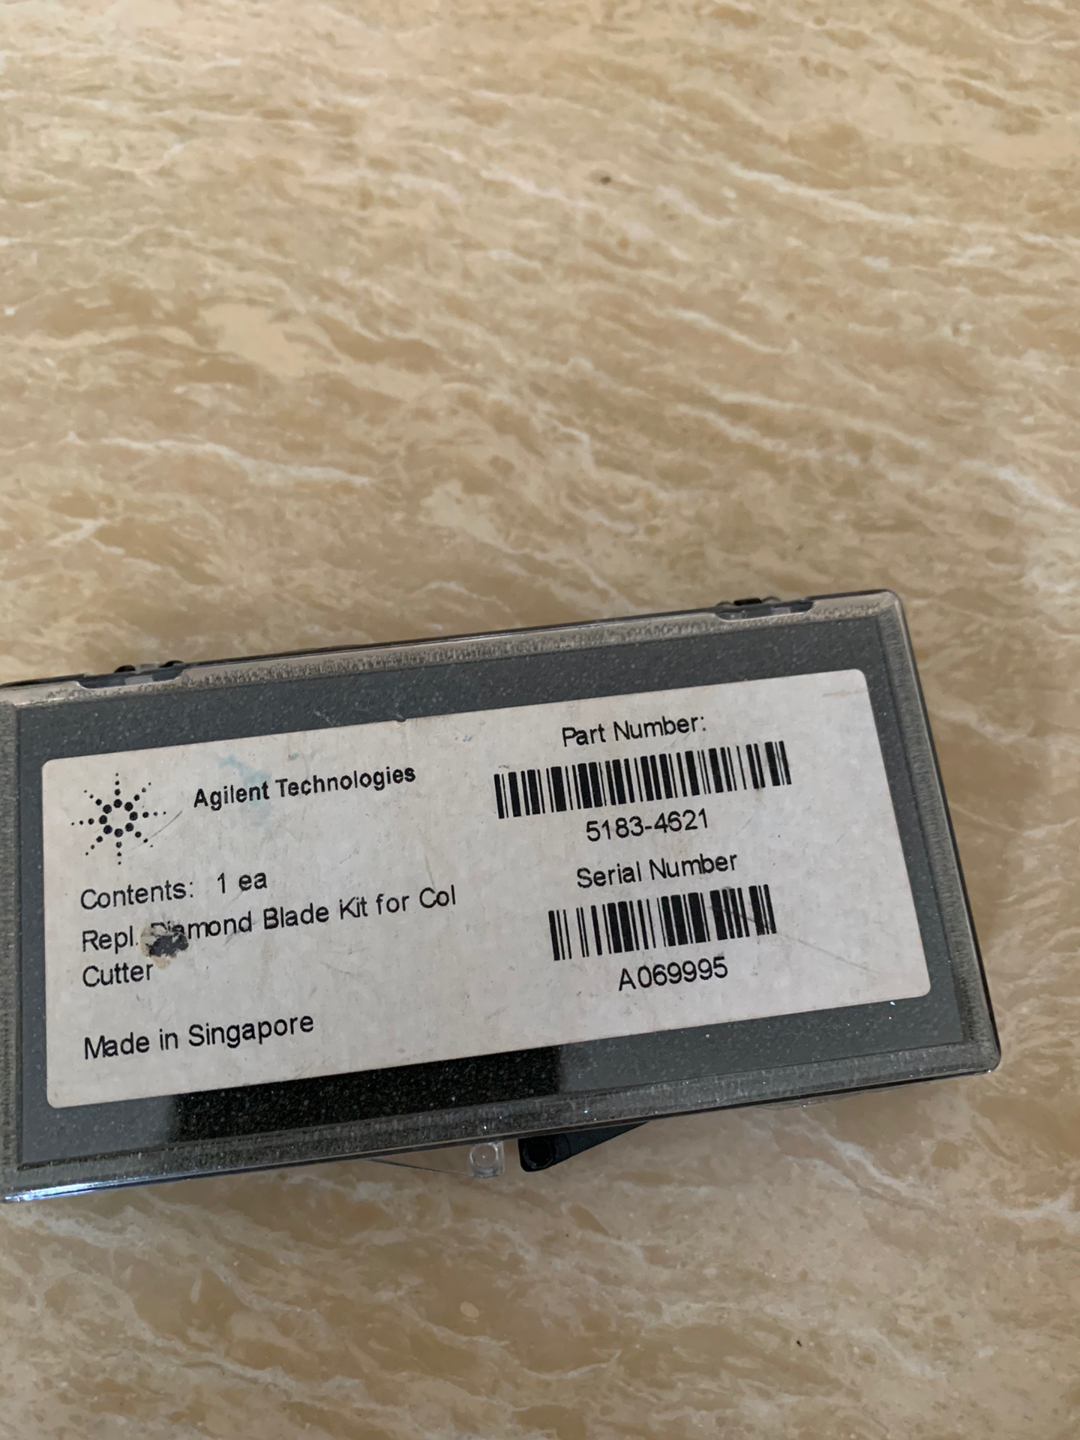 Agilent Technologies
Contents: 1 ea
Repl. Diamond Blade Kit for Col
Cutter
Made in Singapore
Part Number:
5183-4621
Serial Number
A069995